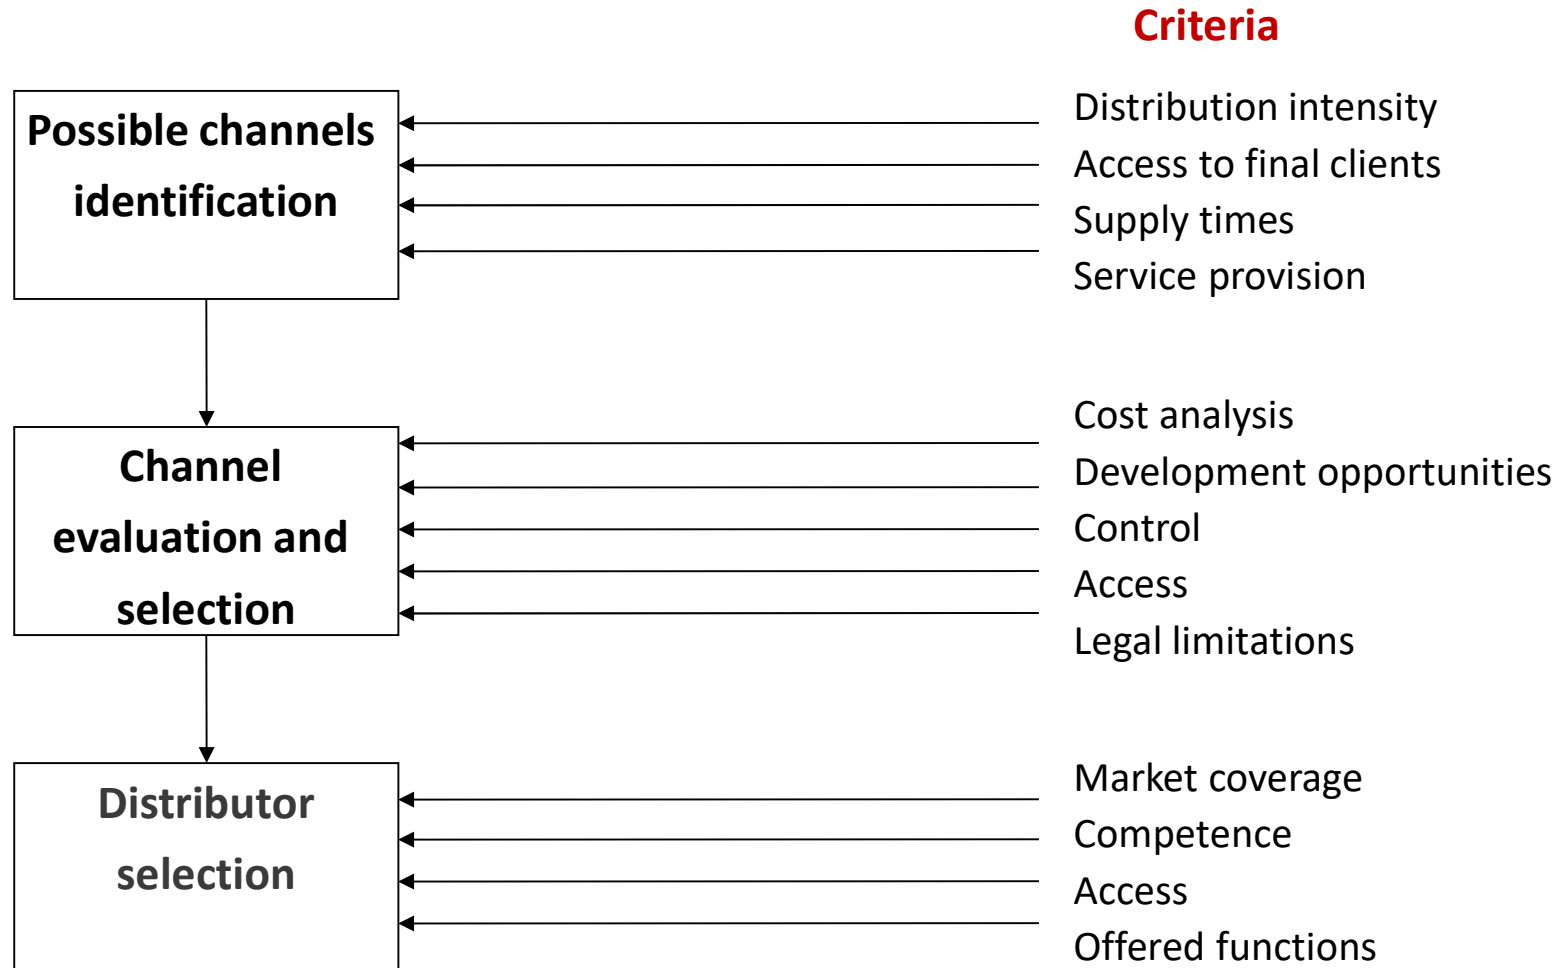 Criteria
Possible channels
identification
Distribution intensity
Access to final clients
Supply times
Service provision
Channel
evaluation and
selection
Cost analysis
Development opportunities
Control
Access
Legal limitations
Distributor
selection
Market coverage
Competence
Access
Offered functions